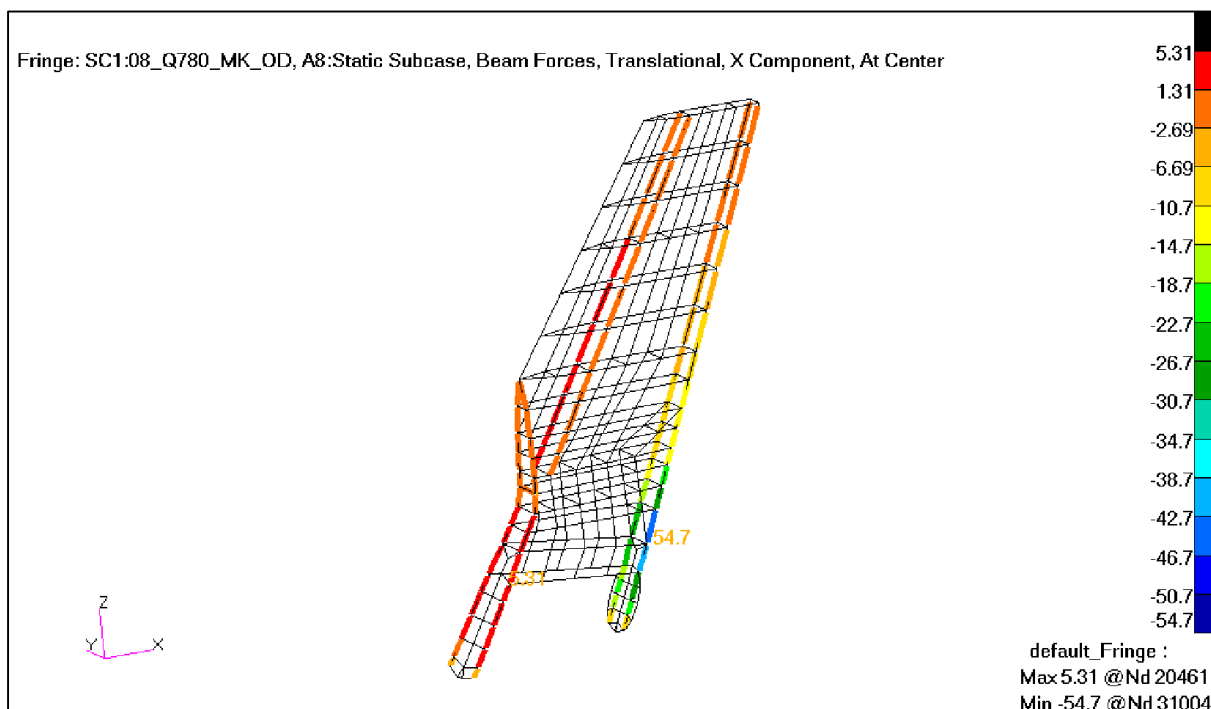 Fringe: SC1:08_Q780_MK_OD, A8:Static Subcase, Beam Forces, Translational, X Component, At Center
5.31
1.31
-2.69
-6.69
-10.7
-14.7
-18.7
-22.7
-26.7
-30.7
-34.7
-38.7
-42.7
-46.7
-50.7
-54.7
54.7
5.31
Z
Y
X
default_Fringe :
Max 5.31 @Nd 20461
Min -54.7 @Nd 31004